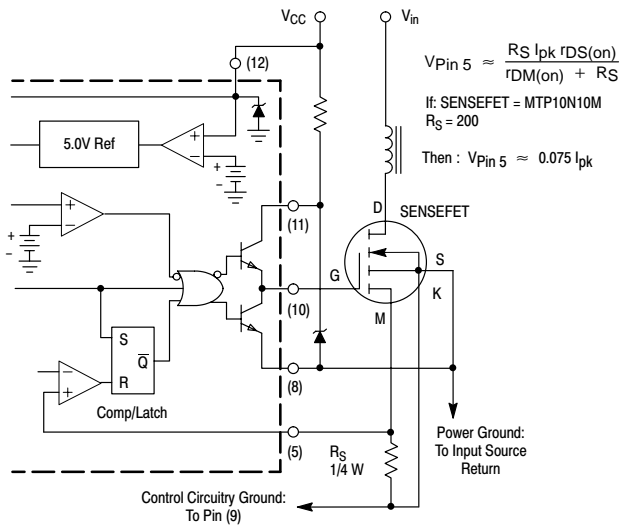 VCC
Vin
(12)
VPin 5 ≈ RS Ipk rDS(on)
rDM(on) + RS
If: SENSEFET = MTP10N10M
RS = 200
Then : VPin 5 ≈ 0.075 Ipk
5.0V Ref
+
-
+
-
+
-
+
-
(11)
D
SENSEFET
G
S
K
M
(10)
S
Q
R
Comp/Latch
-
+
(8)
(5)
RS
1/4 W
Power Ground:
To Input Source
Return
Control Circuitry Ground:
To Pin (9)